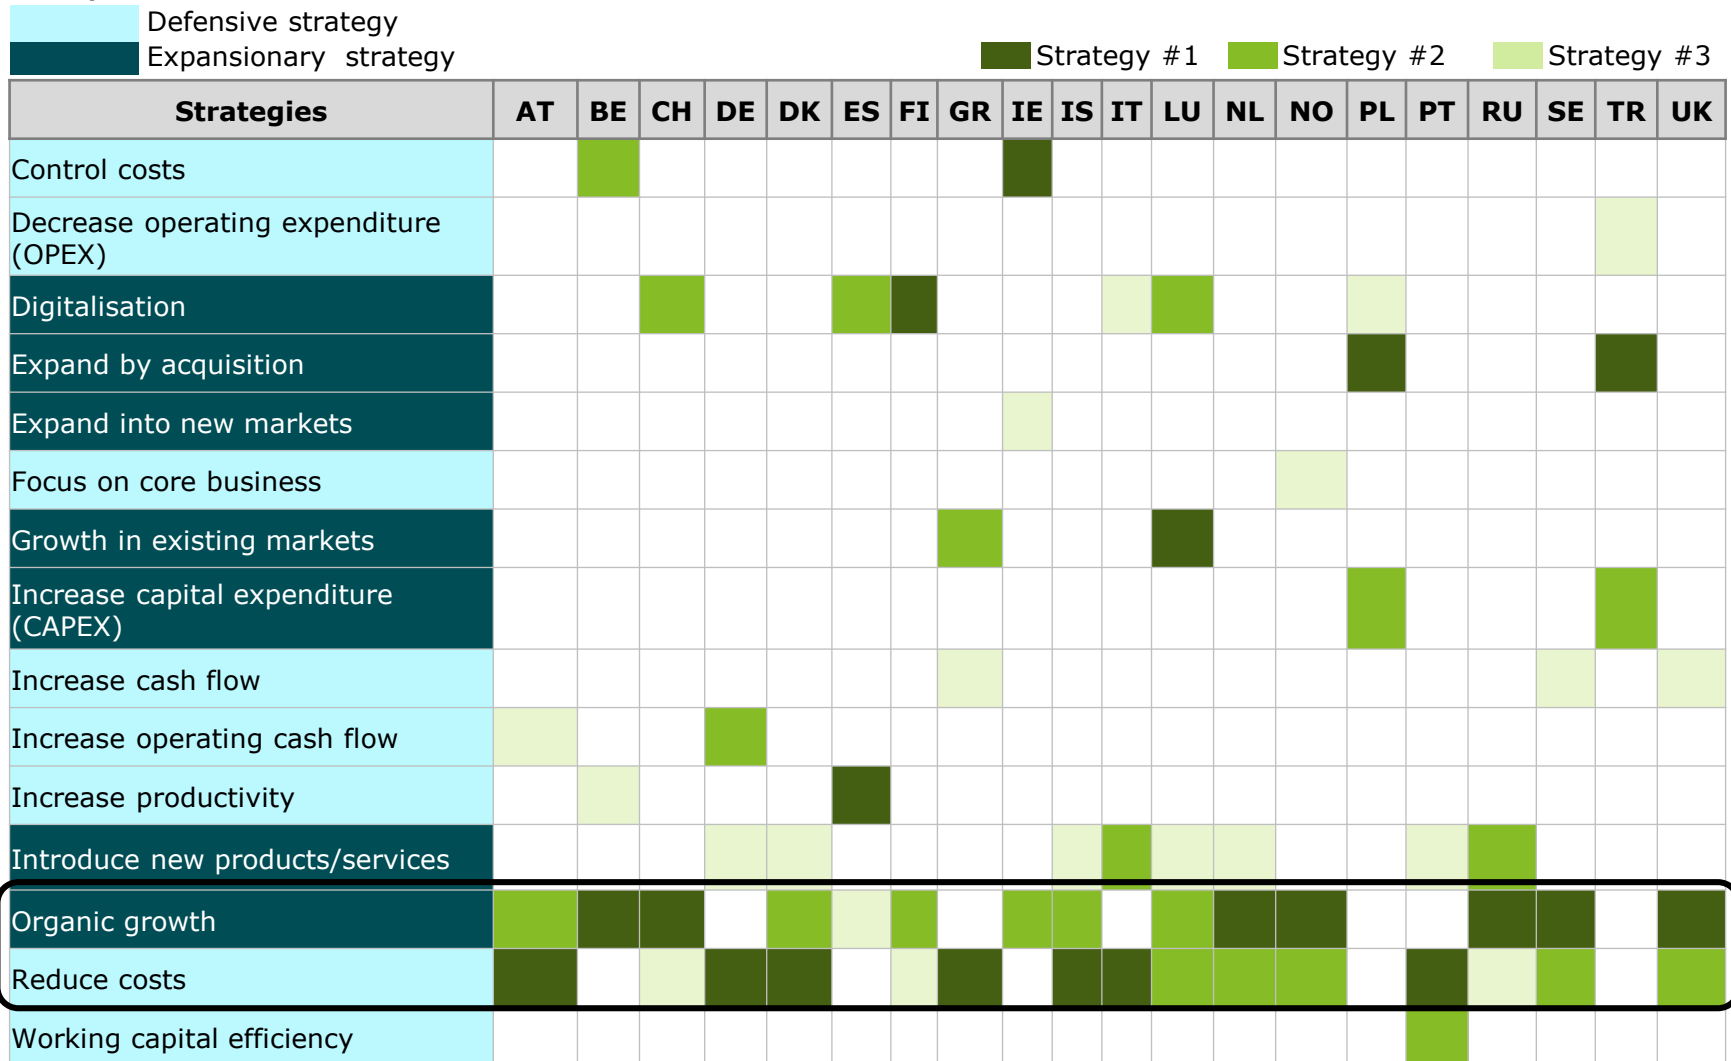 Defensive strategy
Expansionary strategy
Strategy #1 Strategy #2 Strategy #3
Strategies AT BE CH DE DK ES FI GR IE IS IT LU NL NO PL PT RU SE TR UK
Control costs
Decrease operating expenditure
(OPEX)
Digitalisation
Expand by acquisition
Expand into new markets
Focus on core business
Growth in existing markets
Increase capital expenditure
(CAPEX)
Increase cash flow
Increase operating cash flow
Increase productivity
Introduce new products/services
Organic growth
Reduce costs
Working capital efficiency